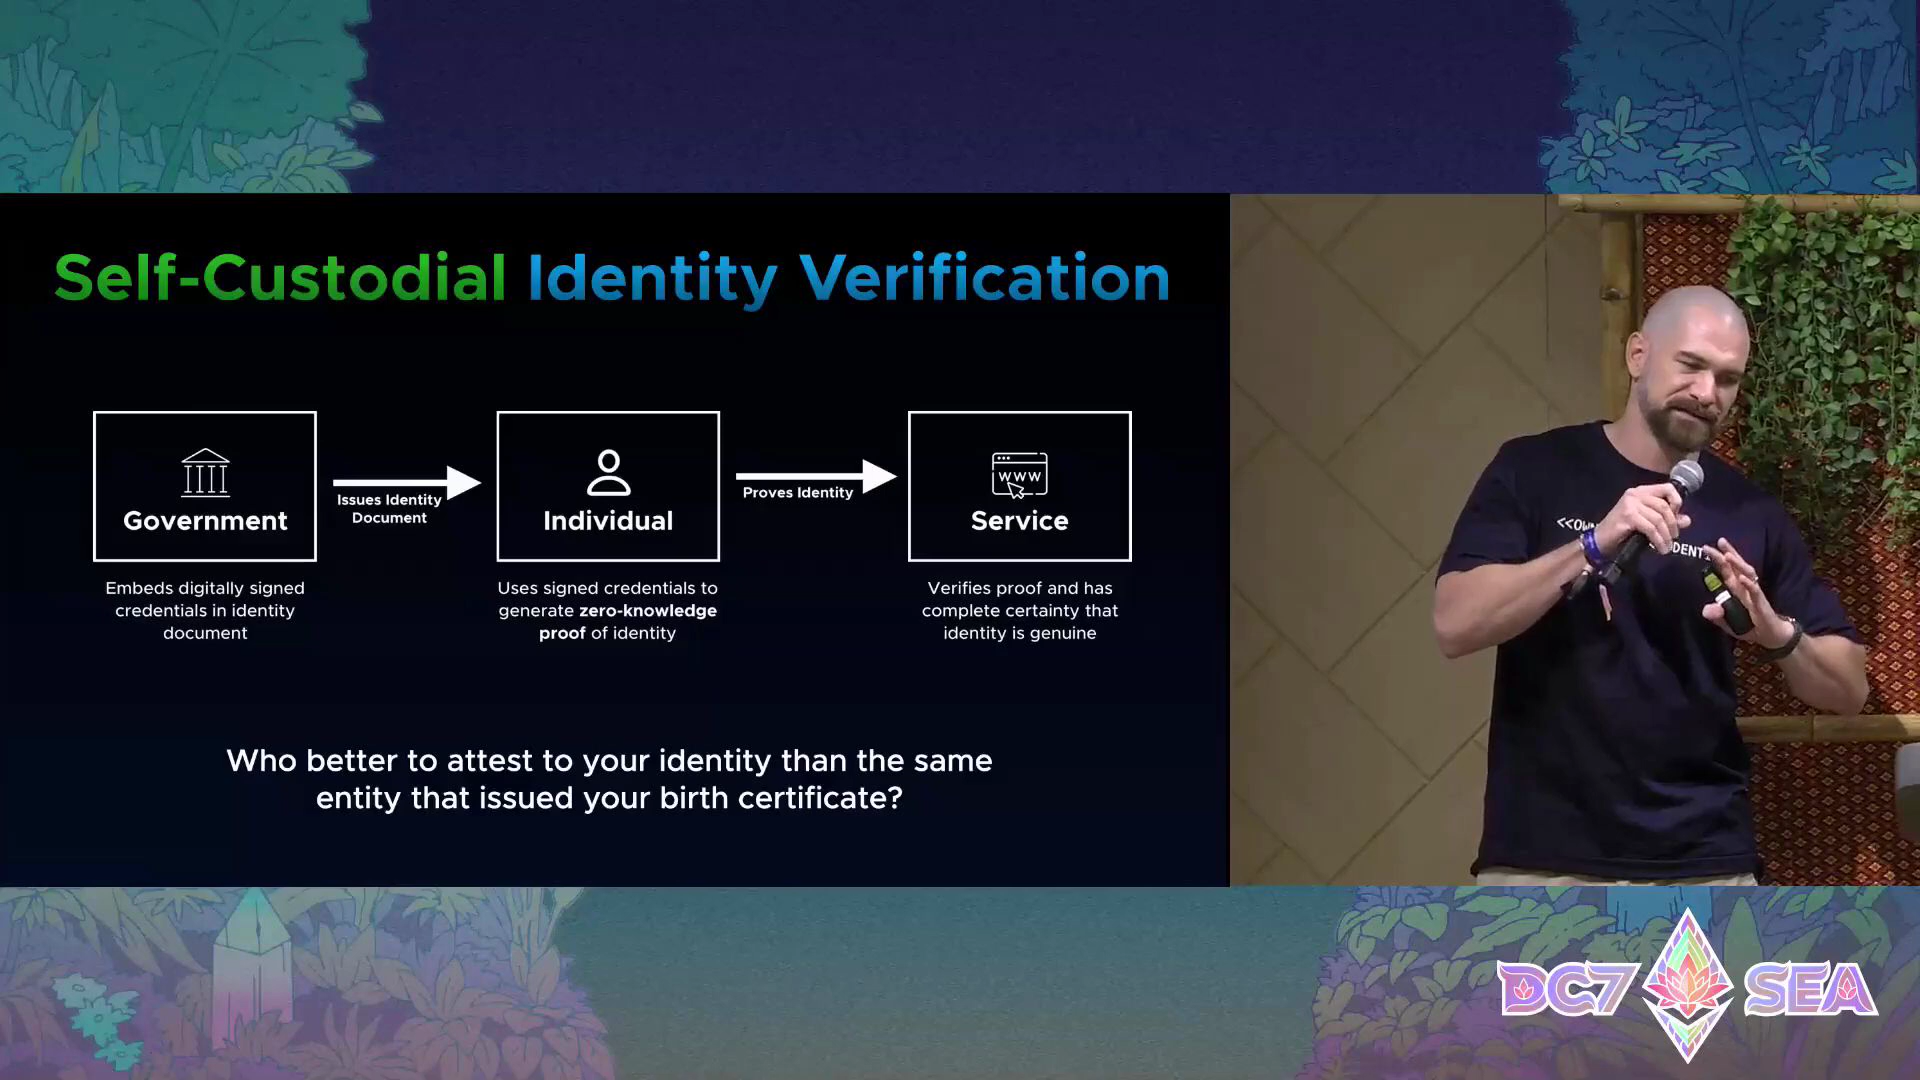 Self-Custodial Identity Verification
Government
Issues Identity
Document
Individual
Proves Identity
WWW
Service
Embeds digitally signed
credentials in identity
document
Uses signed credentials to
generate zero-knowledge
proof of identity
Verifies proof and has
complete certainty that
identity is genuine
Who better to attest to your identity than the same
entity that issued your birth certificate?
DC7 SEA